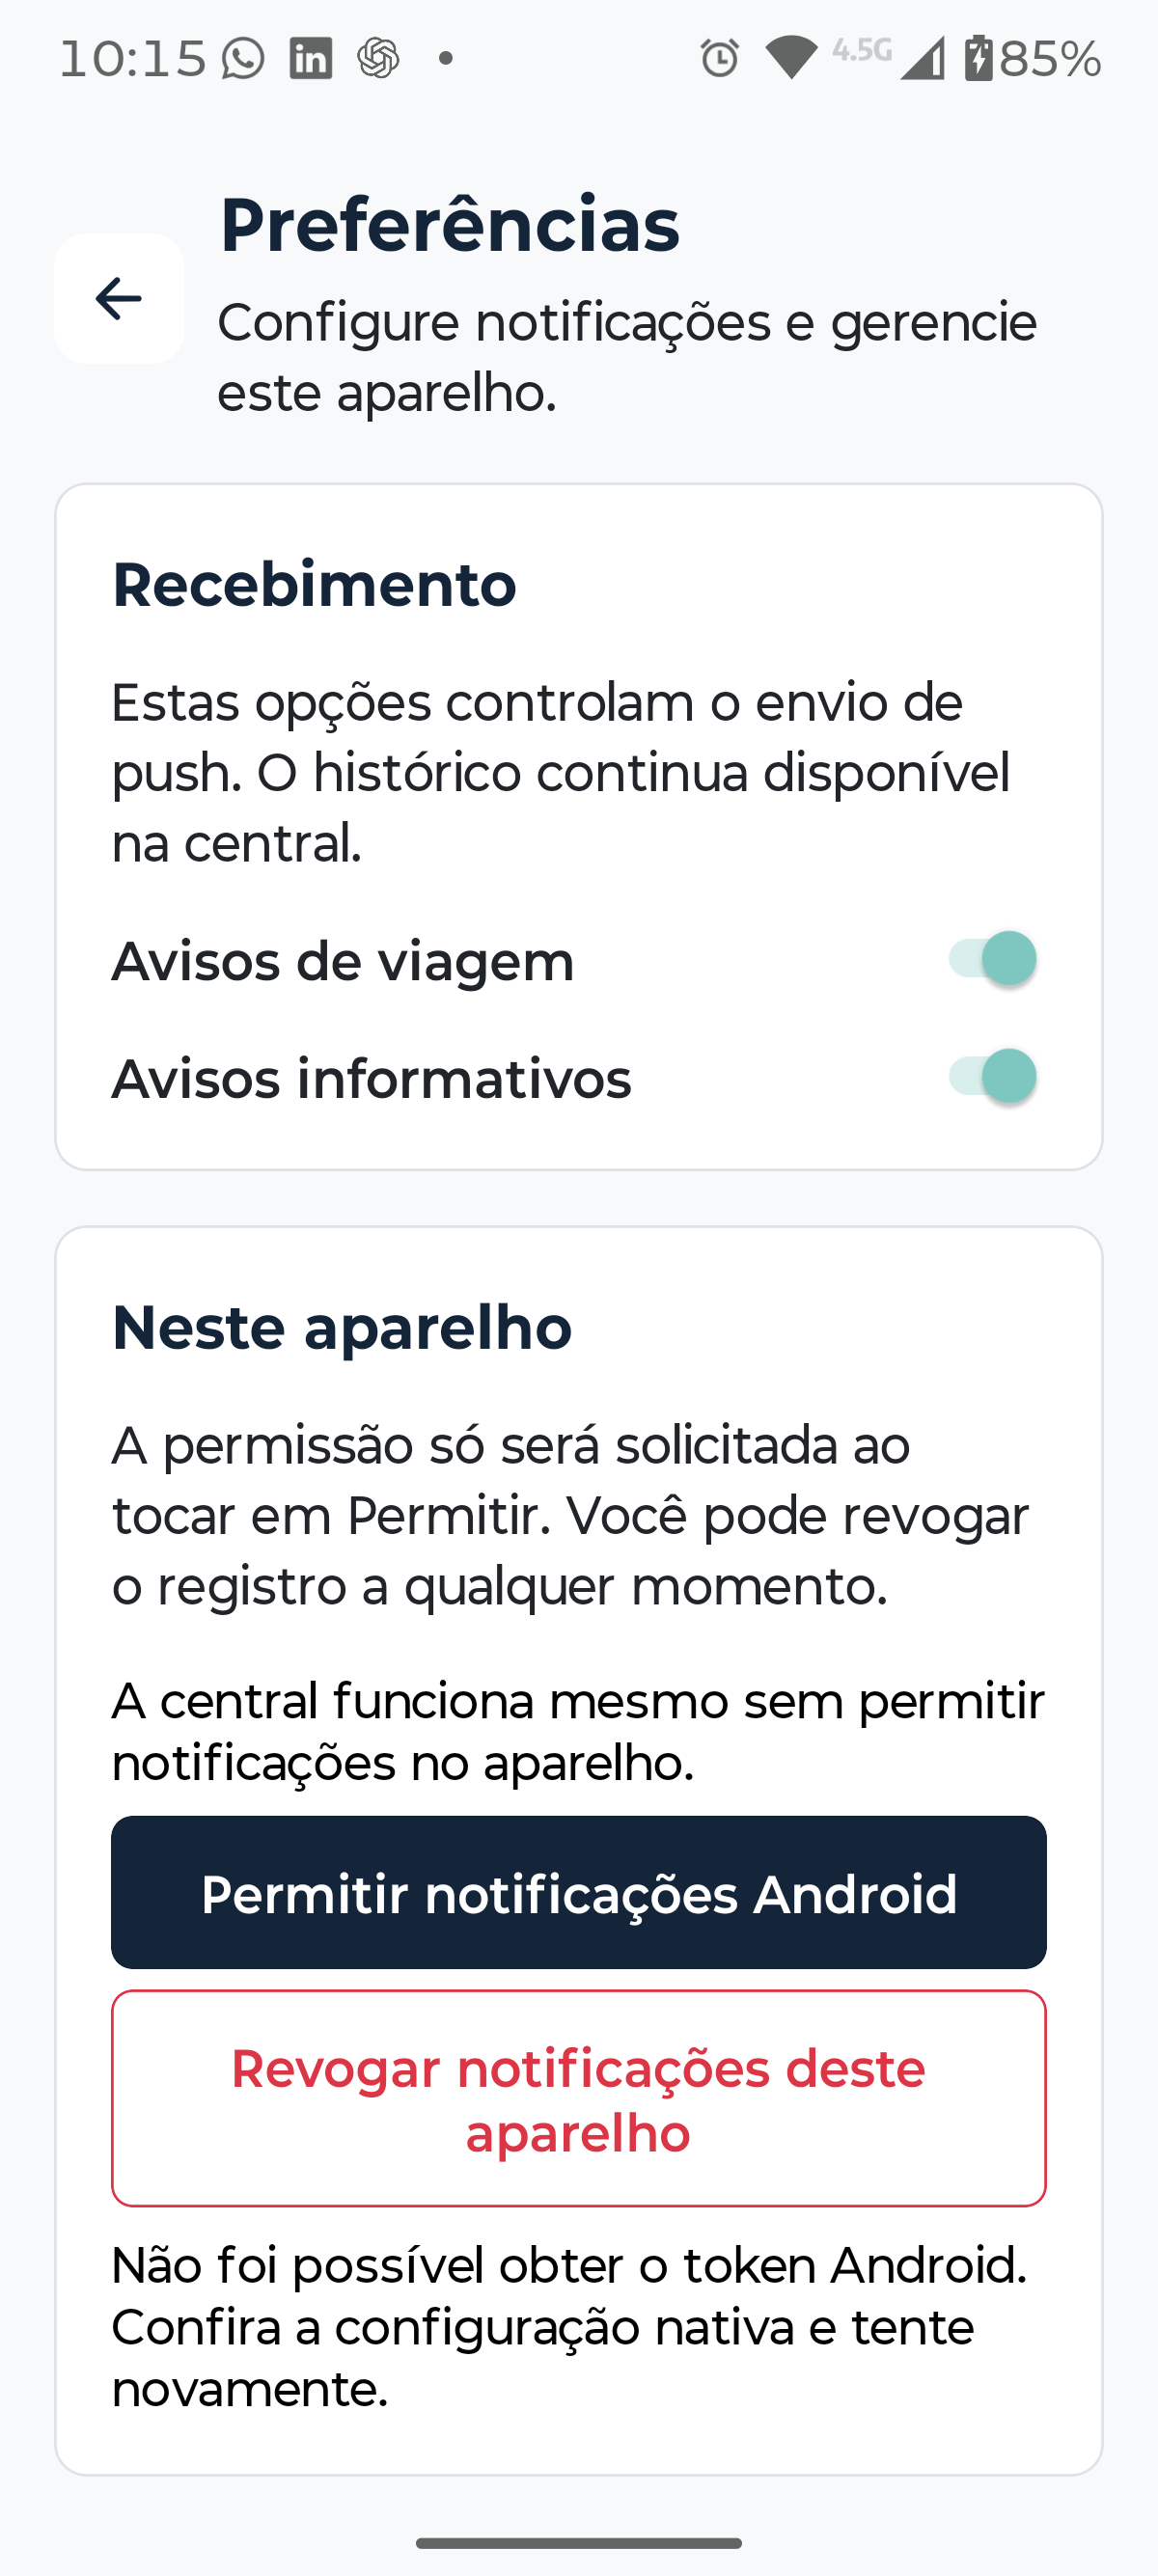 10:15
4.5G
85%
Preferências
Configure notificações e gerencie
este aparelho.
Recebimento
Estas opções controlam o envio de
push. O histórico continua disponível
na central.
Avisos de viagem
Avisos informativos
Neste aparelho
A permissão só será solicitada ao
tocar em Permitir. Você pode revogar
o registro a qualquer momento.
A central funciona mesmo sem permitir
notificações no aparelho.
Permitir notificações Android
Revogar notificações deste
aparelho
Não foi possível obter o token Android.
Confira a configuração nativa e tente
novamente.